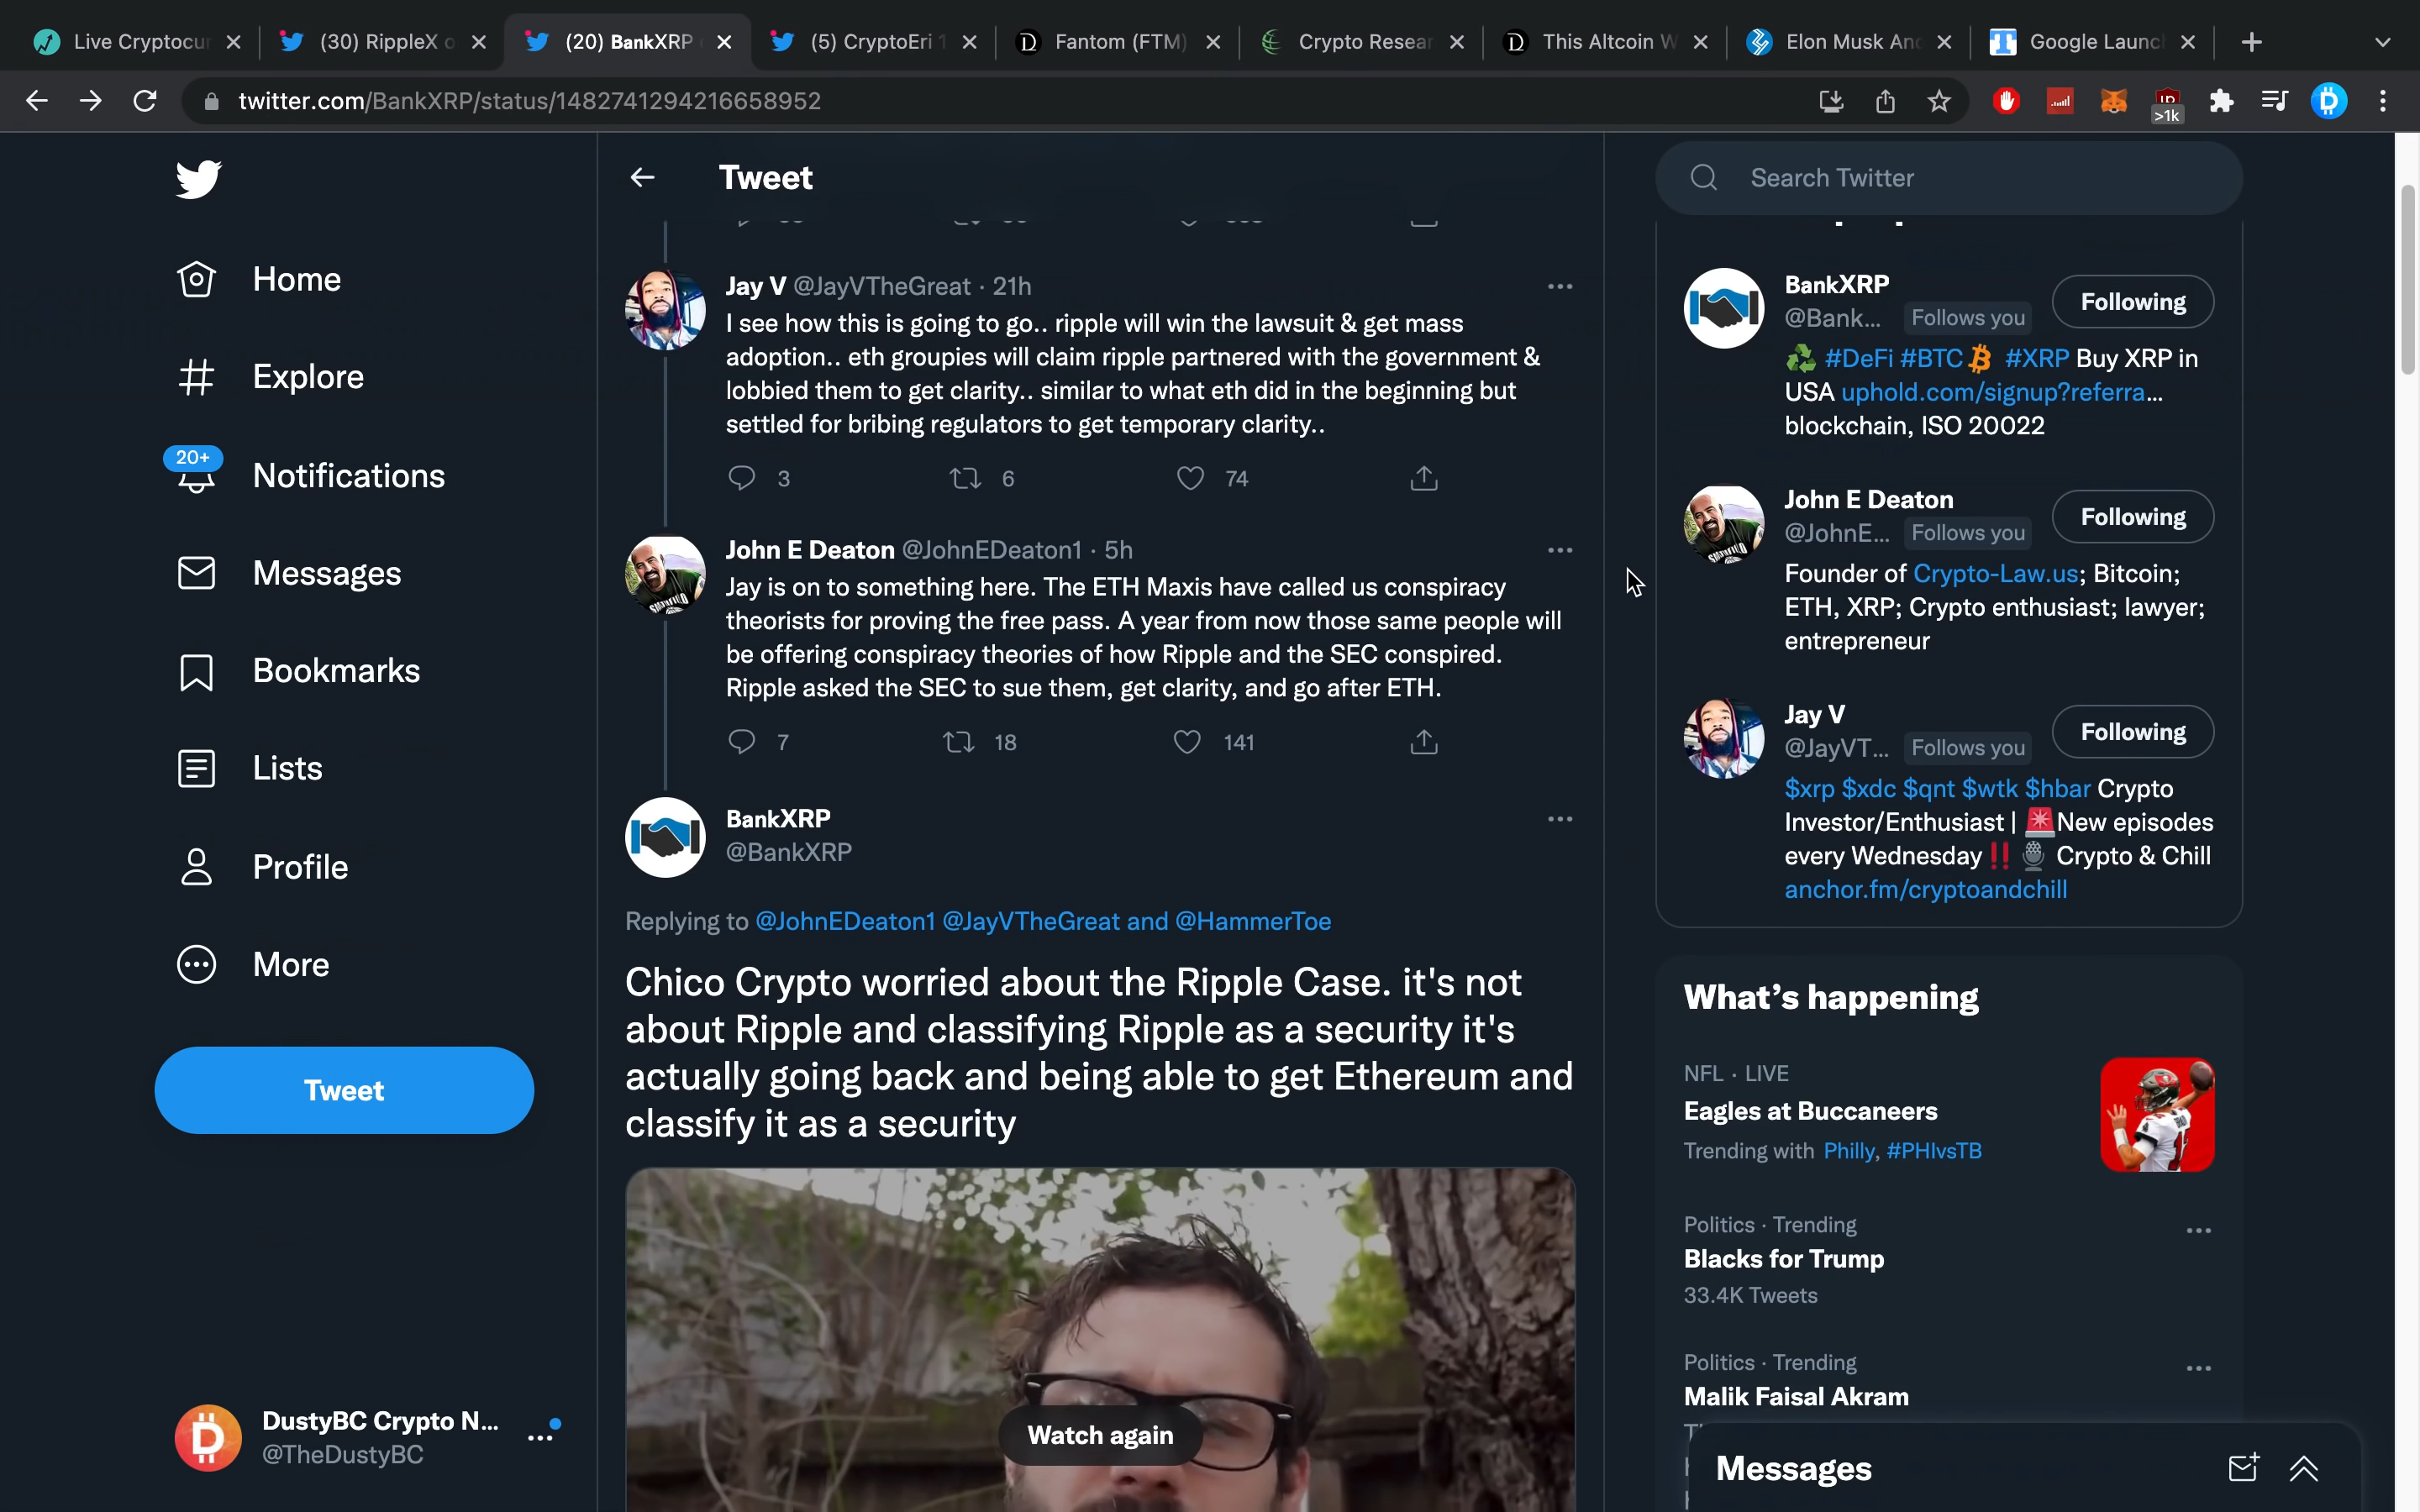 Live Cryptocur
(30) RippleX o
(20) BankXRP
(5) CryptoEri
Fantom (FTM)
Crypto Resear
This Altcoin W
Elon Musk And
Google Launc
twitter.com/BankXRP/status/1482741294216658952
>1k
Home
Explore
20+
Notifications
Messages
Bookmarks
Lists
Profile
More
Tweet
DustyBC Crypto N...
@TheDustyBC
Tweet
Jay V @JayVTheGreat · 21h
I see how this is going to go.. ripple will win the lawsuit & get mass
adoption.. eth groupies will claim ripple partnered with the government &
lobbied them to get clarity.. similar to what eth did in the beginning but
settled for bribing regulators to get temporary clarity..
3 6 74
John E Deaton @JohnEDeaton1 · 5h
Jay is on to something here. The ETH Maxis have called us conspiracy
theorists for proving the free pass. A year from now those same people will
be offering conspiracy theories of how Ripple and the SEC conspired.
Ripple asked the SEC to sue them, get clarity, and go after ETH.
7 18 141
BankXRP
@BankXRP
Replying to @JohnEDeaton1 @JayVTheGreat and @HammerToe
Chico Crypto worried about the Ripple Case. it's not
about Ripple and classifying Ripple as a security it's
actually going back and being able to get Ethereum and
classify it as a security
Watch again
Search Twitter
BankXRP
@Bank... Follows you
Following
#DeFi #BTC #XRP Buy XRP in
USA uphold.com/signup?referra...
blockchain, ISO 20022
John E Deaton
@JohnE... Follows you
Following
Founder of Crypto-Law.us; Bitcoin;
ETH, XRP; Crypto enthusiast; lawyer;
entrepreneur
Jay V
@JayVT... Follows you
Following
$xrp $xdc $qnt $wtk $hbar Crypto
Investor/Enthusiast | New episodes
every Wednesday Crypto & Chill
anchor.fm/cryptoandchill
What's happening
NFL · LIVE
Eagles at Buccaneers
Trending with Philly, #PHIvsTB
Politics · Trending
Blacks for Trump
33.4K Tweets
Politics · Trending
Malik Faisal Akram
Messages